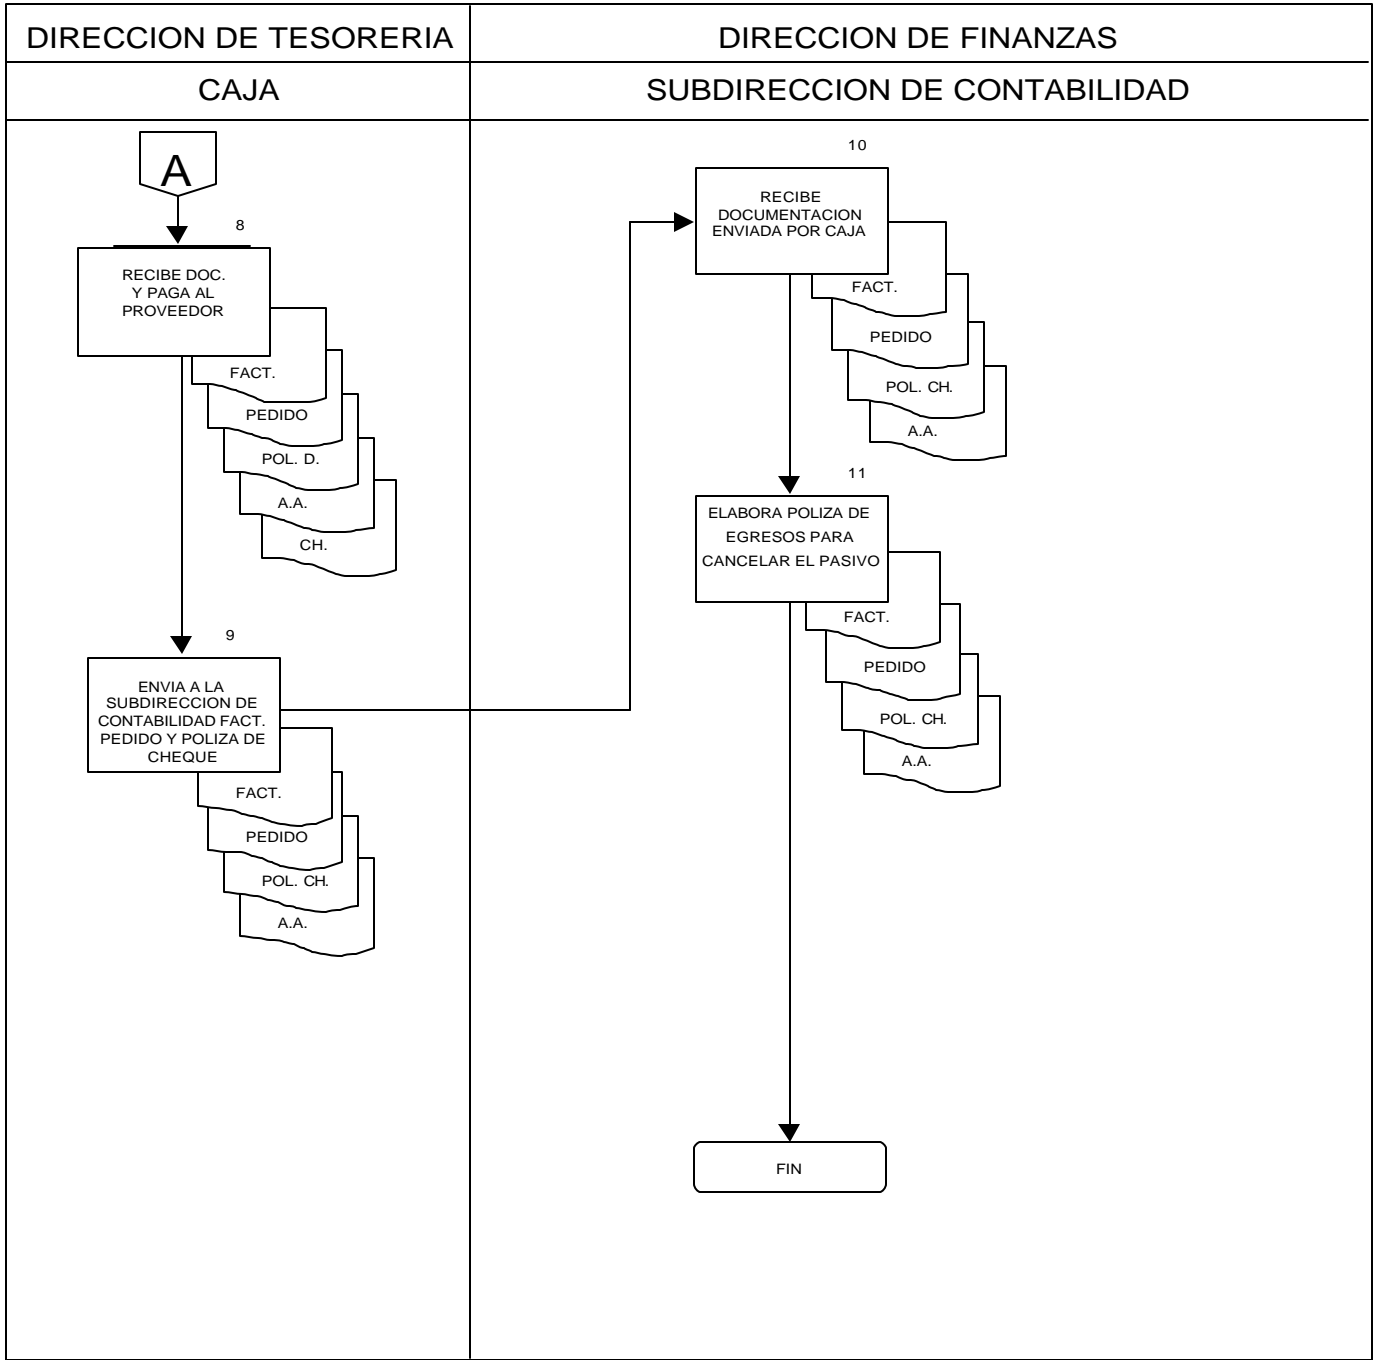 DIRECCION DE TESORERIA
DIRECCION DE FINANZAS
CAJA
SUBDIRECCION DE CONTABILIDAD
A
8
RECIBE DOC.
Y PAGA AL
PROVEEDOR
FACT.
PEDIDO
POL. D.
A.A.
CH.
9
ENVIA A LA
SUBDIRECCION DE
CONTABILIDAD FACT.
PEDIDO Y POLIZA DE
CHEQUE
FACT.
PEDIDO
POL. CH.
A.A.
10
RECIBE
DOCUMENTACION
ENVIADA POR CAJA
FACT.
PEDIDO
POL. CH.
A.A.
11
ELABORA POLIZA DE
EGRESOS PARA
CANCELAR EL PASIVO
FACT.
PEDIDO
POL. CH.
A.A.
FIN